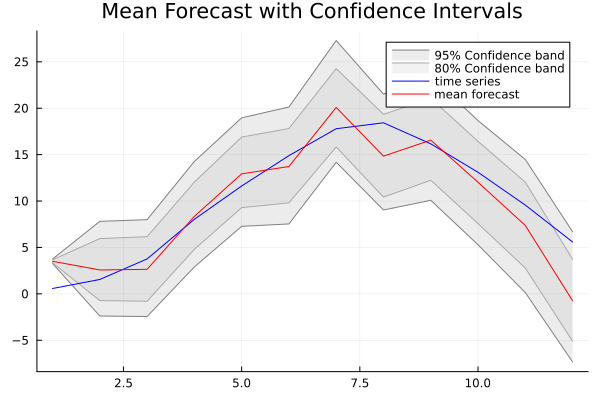 Mean Forecast with Confidence Intervals
95% Confidence band
80% Confidence band
time series
mean forecast
25
20
15
10
5
0
−5
2.5
5.0
7.5
10.0